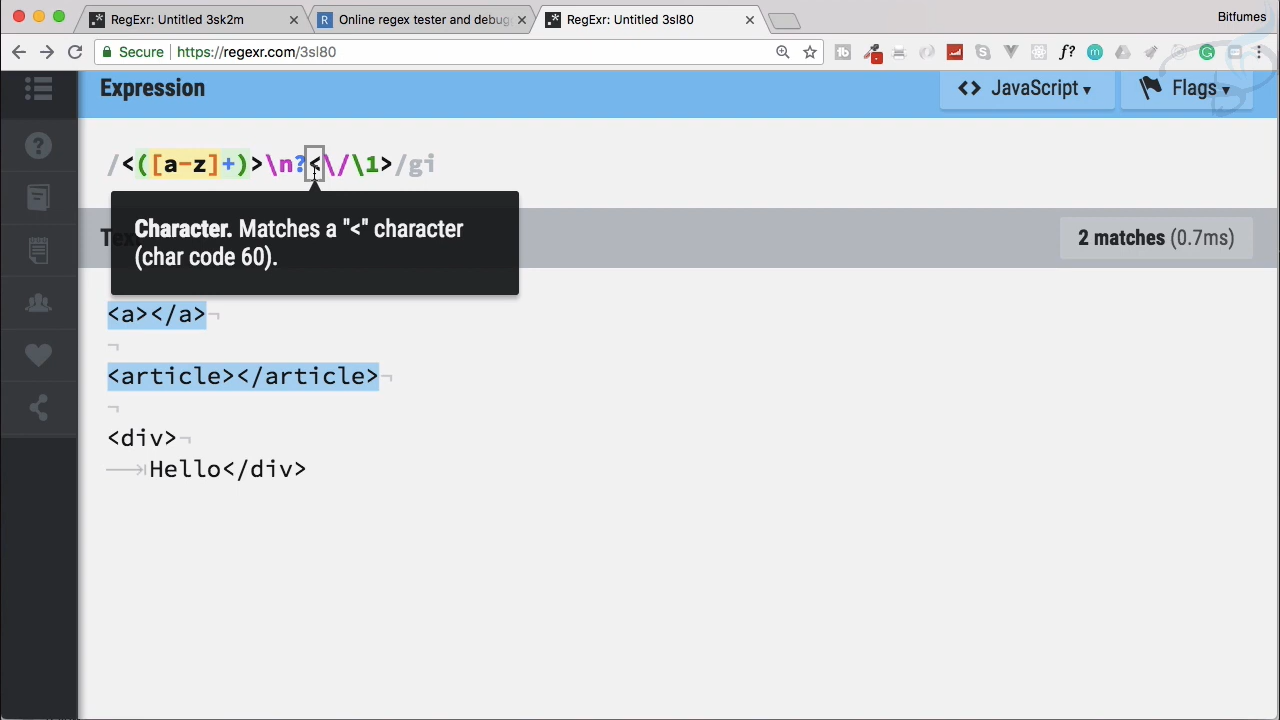 RegExr: Untitled 3sk2m
Online regex tester and debug
RegExr: Untitled 3sl80
Bitfumes
Secure
https://regexr.com/3sl80
Expression
<> JavaScript ▾
Flags ▾
/<([a-z]+)>\n?<\/\1>/gi
Character. Matches a "<" character
(char code 60).
2 matches (0.7ms)
<a></a>¬
¬
<article></article>¬
¬
<div>¬
Hello</div>